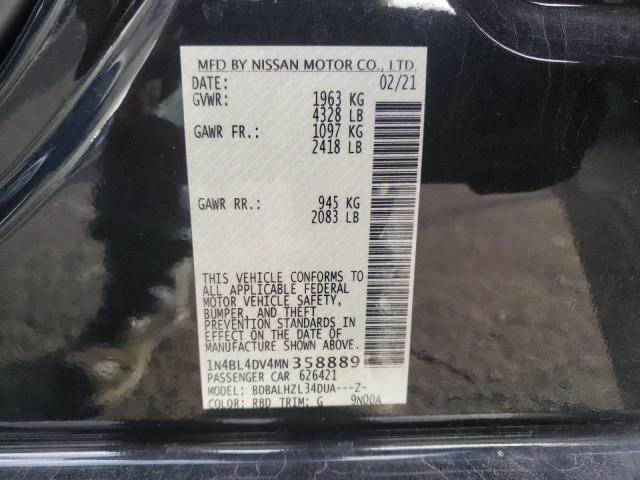 MFD BY NISSAN MOTOR CO., LTD
DATE: 02/21
GVWR: 1963 KG
4328 LB
GAWR FR.: 1097 KG
2418 LB
GAWR RR.: 945 KG
2083 LB
THIS VEHICLE CONFORMS TO
ALL APPLICABLE FEDERAL
MOTOR VEHICLE SAFETY,
BUMPER, AND THEFT
PREVENTION STANDARDS IN
EFFECT ON THE DATE OF
MANUFACTURE SHOWN ABOVE.
1N4BL4DV4MN358889
PASSENGER CAR 626421
MODEL: BDBALHZL34DUA---Z-
COLOR: RBD TRIM: G 9N00A